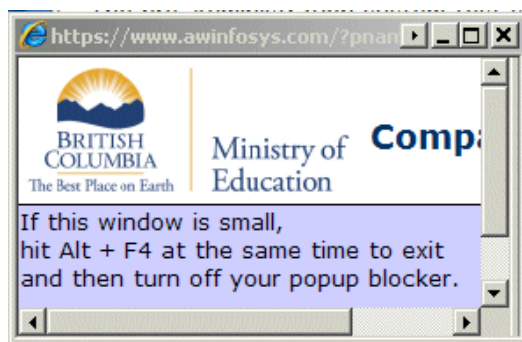 https://www.awinfosys.com/?pnam
BRITISH
COLUMBIA
The Best Place on Earth
Ministry of
Education
Comp
If this window is small,
hit Alt + F4 at the same time to exit
and then turn off your popup blocker.